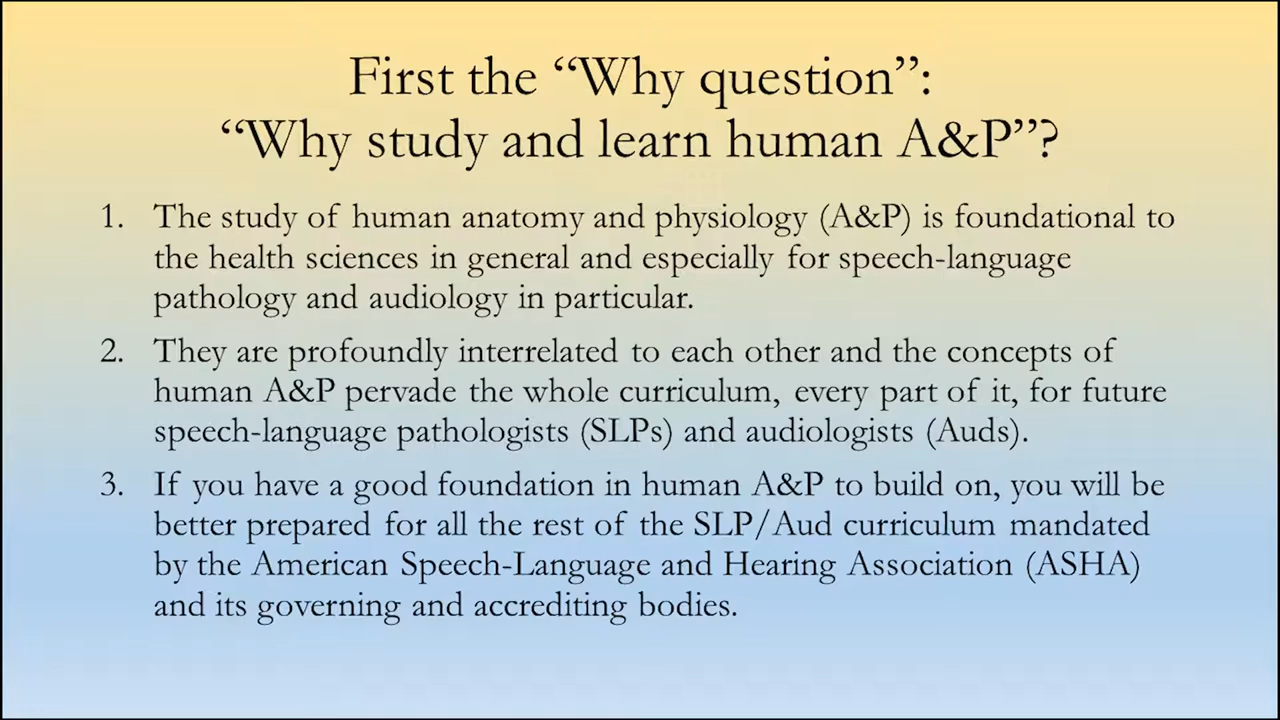 First the “Why question”:
“Why study and learn human A&P”?
1. The study of human anatomy and physiology (A&P) is foundational to
the health sciences in general and especially for speech-language
pathology and audiology in particular.
2. They are profoundly interrelated to each other and the concepts of
human A&P pervade the whole curriculum, every part of it, for future
speech-language pathologists (SLPs) and audiologists (Auds).
3. If you have a good foundation in human A&P to build on, you will be
better prepared for all the rest of the SLP/Aud curriculum mandated
by the American Speech-Language and Hearing Association (ASHA)
and its governing and accrediting bodies.